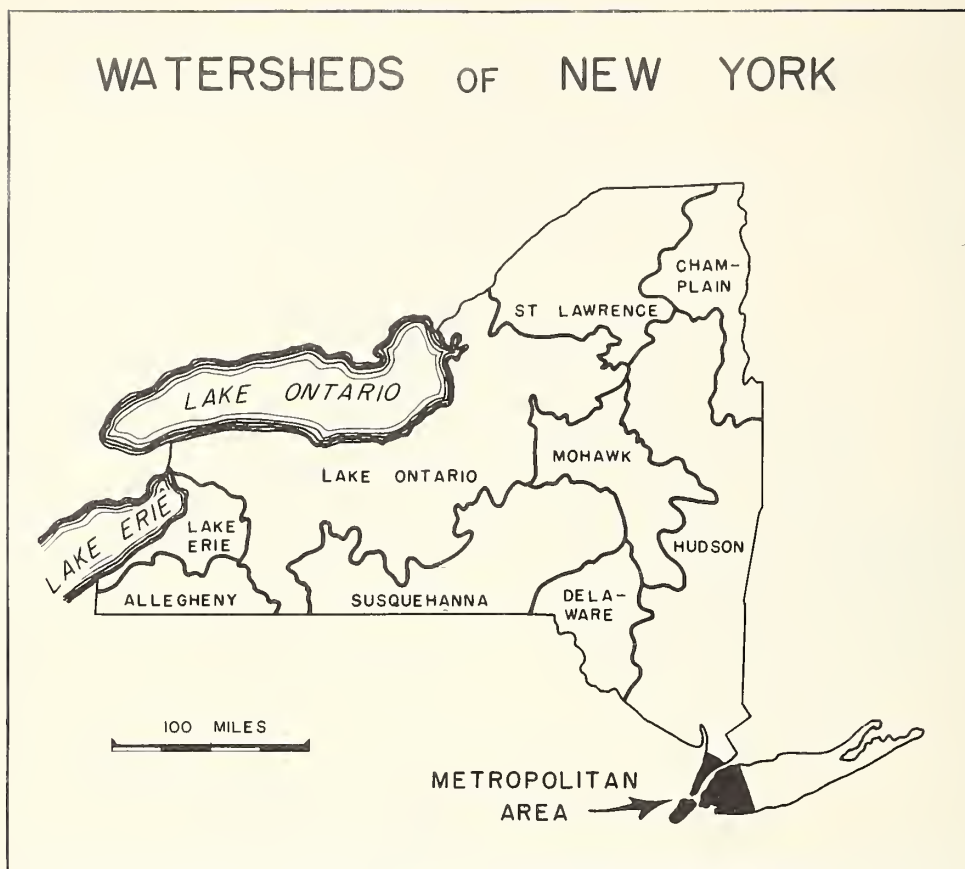 WATERSHEDS OF NEW YORK
CHAM-
PLAIN
ST LAWRENCE
LAKE ONTARIO
MOHAWK
LAKE ONTARIO
LAKE ERIE
LAKE
ERIE
HUDSON
ALLEGHENY
SUSQUEHANNA
DELA-
WARE
100 MILES
METROPOLITAN
AREA